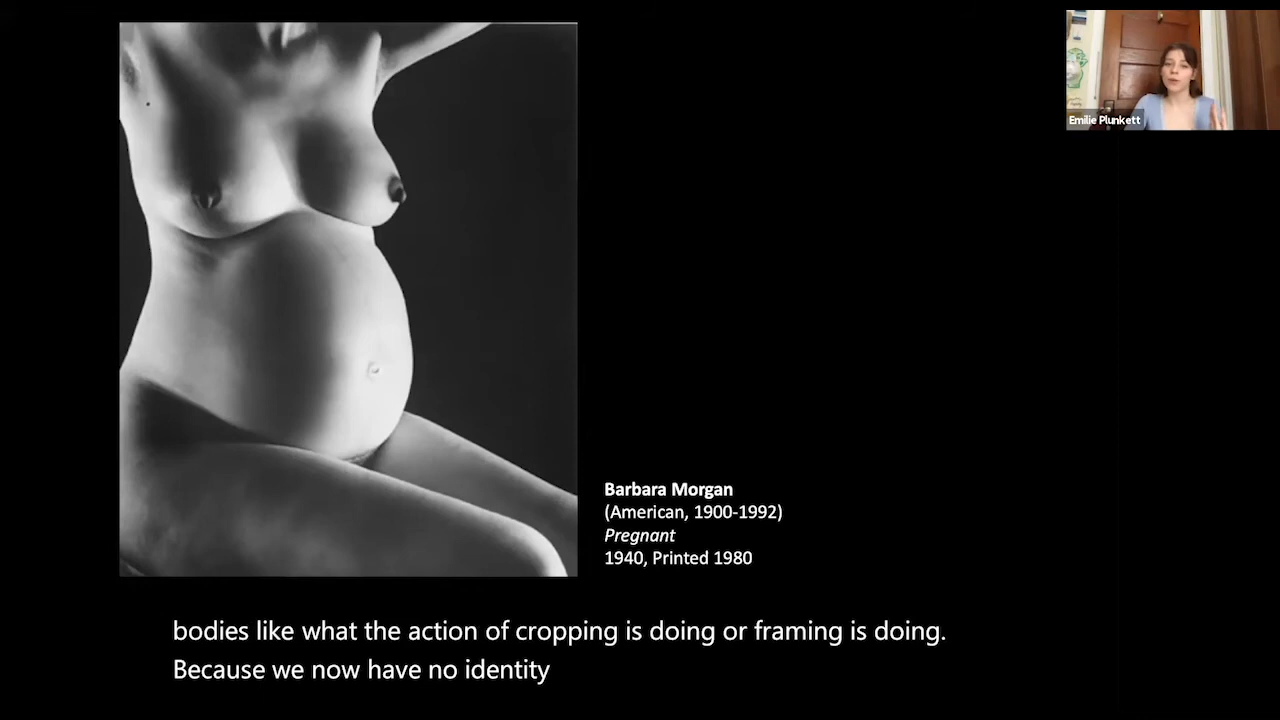 Emilie Plunkett
Barbara Morgan
(American, 1900-1992)
Pregnant
1940, Printed 1980
bodies like what the action of cropping is doing or framing is doing.
Because we now have no identity